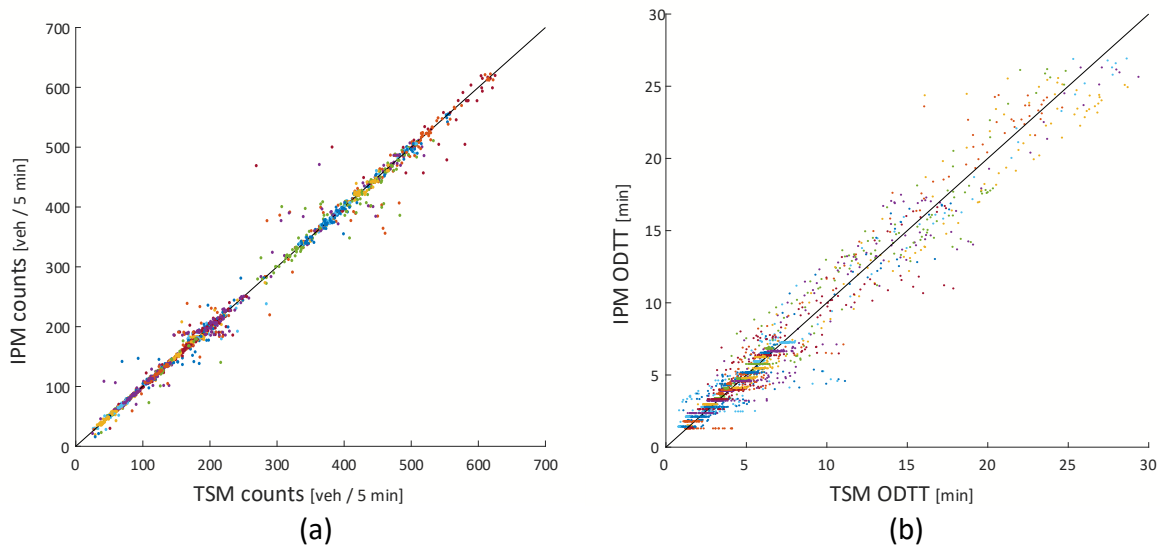 700
600
500
400
300
200
100
0
IPM counts [veh / 5 min]
0 100 200 300 400 500 600 700
TSM counts [veh / 5 min]
(a)
30
25
20
15
10
5
0
IPM ODTT [min]
0 5 10 15 20 25 30
TSM ODTT [min]
(b)